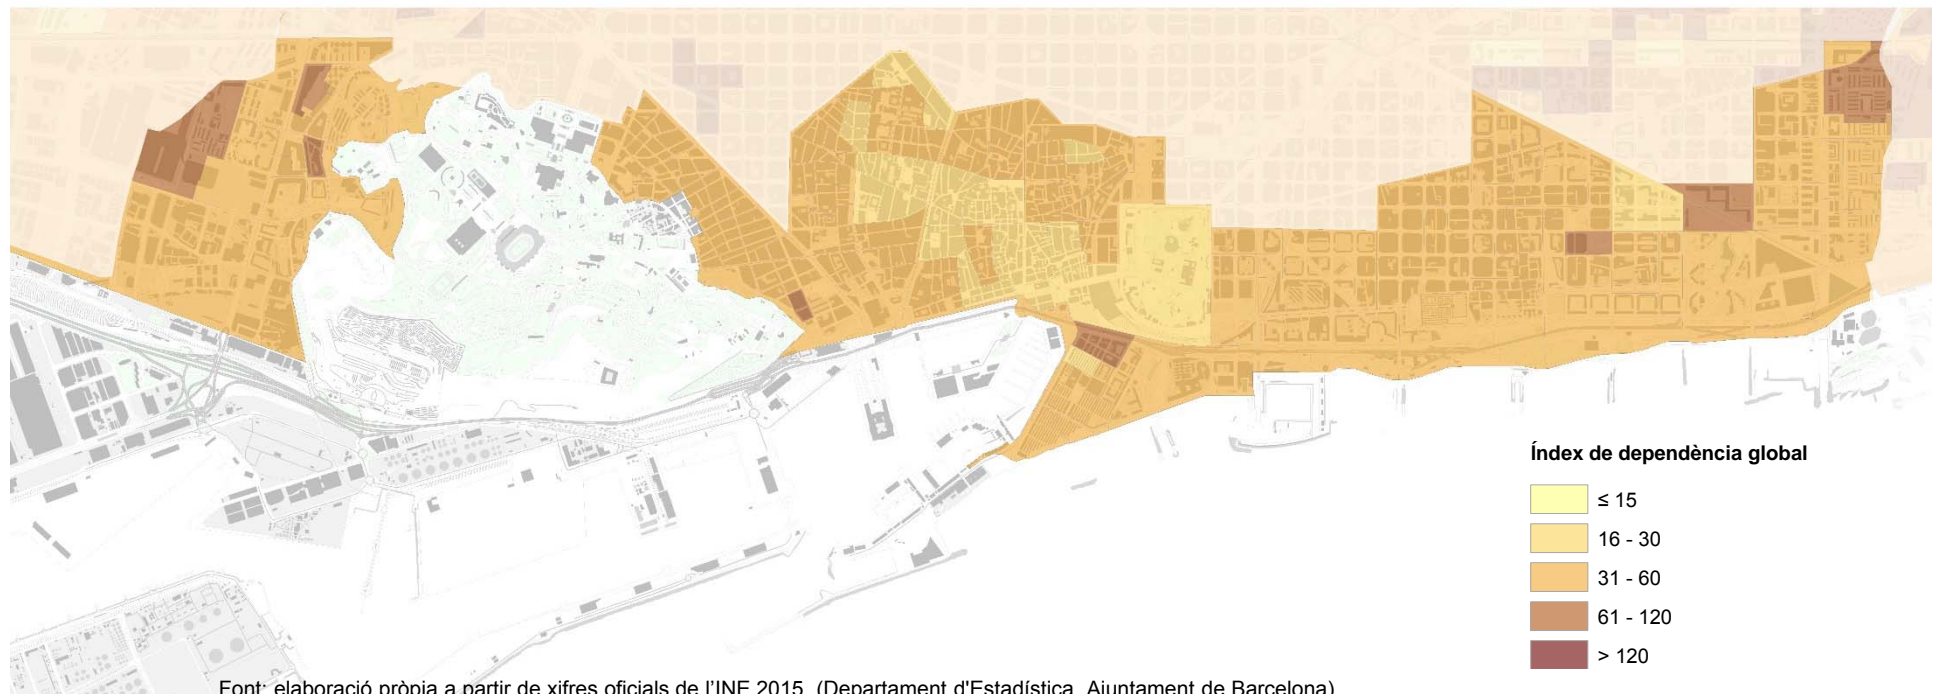 Índex de dependència global
≤ 15
16 - 30
31 - 60
61 - 120
> 120
Font: elaboració pròpia a partir de xifres oficials de l'INE 2015. (Departament d'Estadística. Ajuntament de Barcelona)